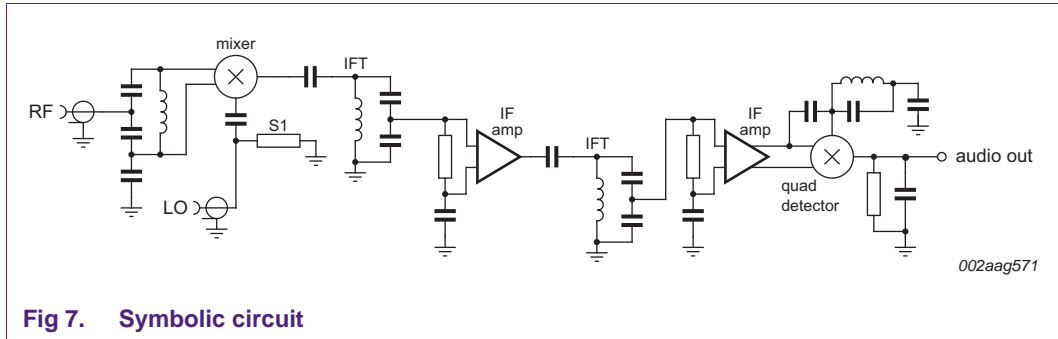 mixer
IFT
RF
S1
LO
IF
amp
IFT
IF
amp
quad
detector
audio out
002aag571
Fig 7. Symbolic circuit